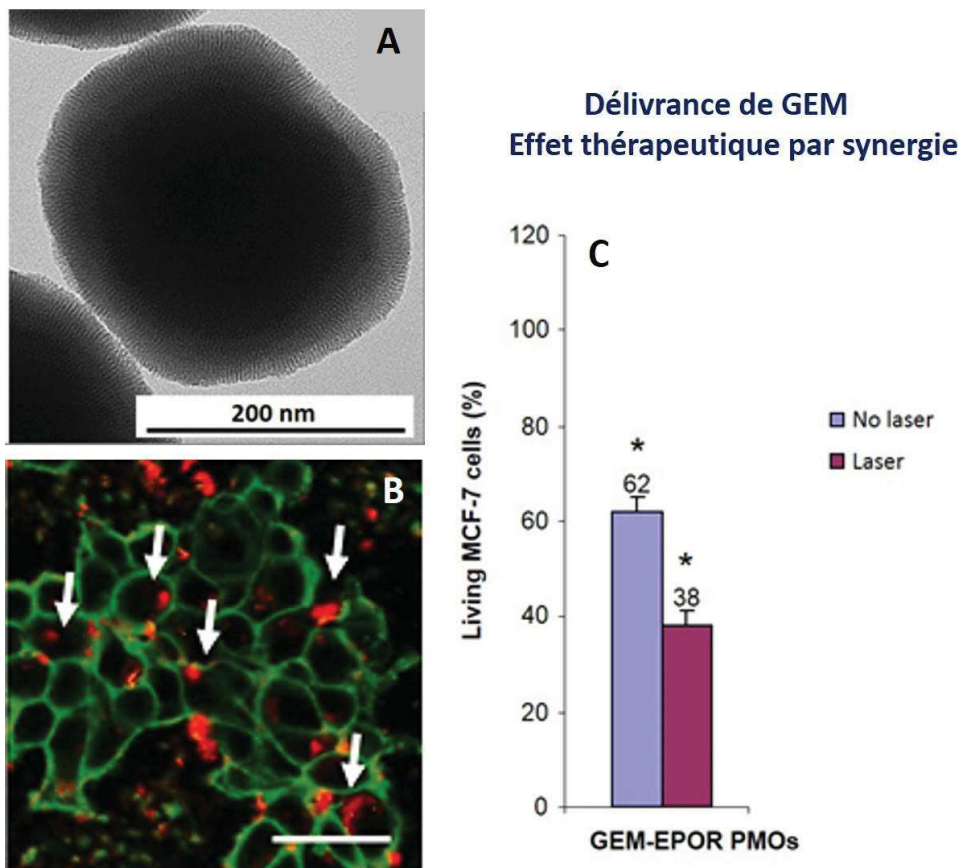 A
200 nm
B
Délivrance de GEM
Effet thérapeutique par synergie
C
120
100
80
60
40
20
0
Living MCF-7 cells (%)
*
62
*
38
No laser
Laser
GEM-EPOR PMOs